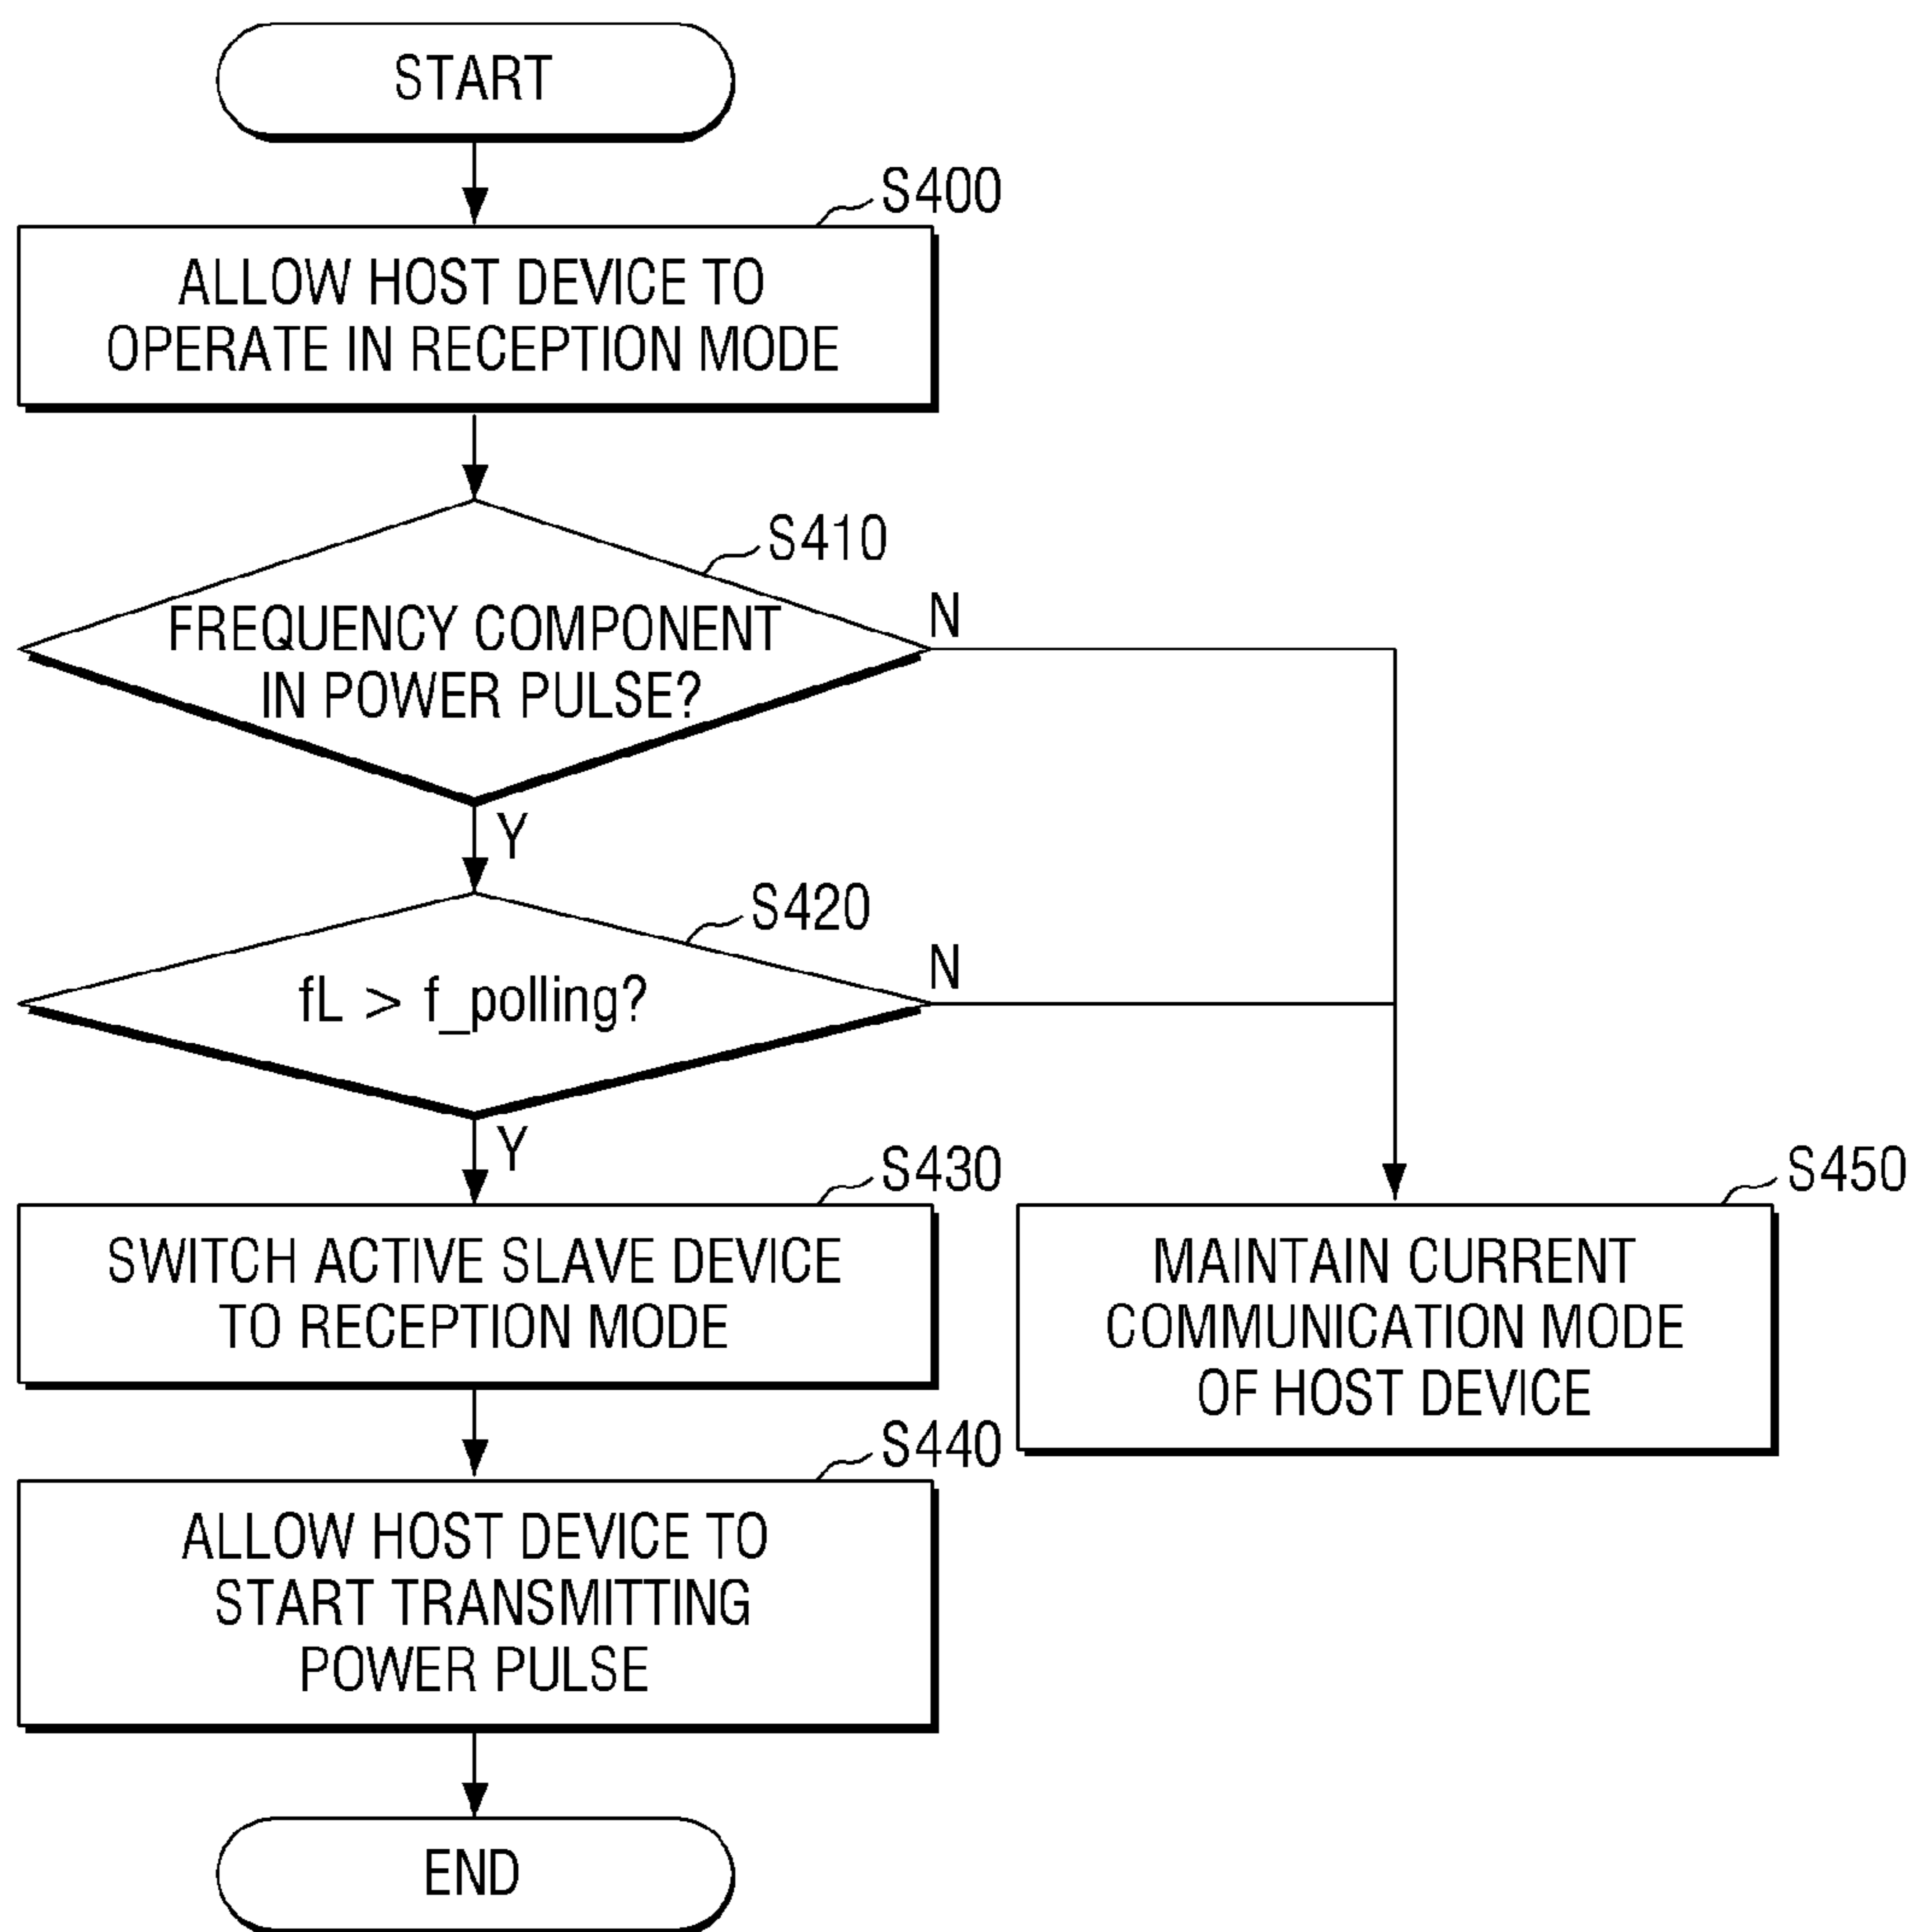 START
S400
ALLOW HOST DEVICE TO
OPERATE IN RECEPTION MODE
S410
FREQUENCY COMPONENT
IN POWER PULSE?
N
Y
S420
fL > f_polling?
N
Y
S430
SWITCH ACTIVE SLAVE DEVICE
TO RECEPTION MODE
S450
MAINTAIN CURRENT
COMMUNICATION MODE
OF HOST DEVICE
S440
ALLOW HOST DEVICE TO
START TRANSMITTING
POWER PULSE
END